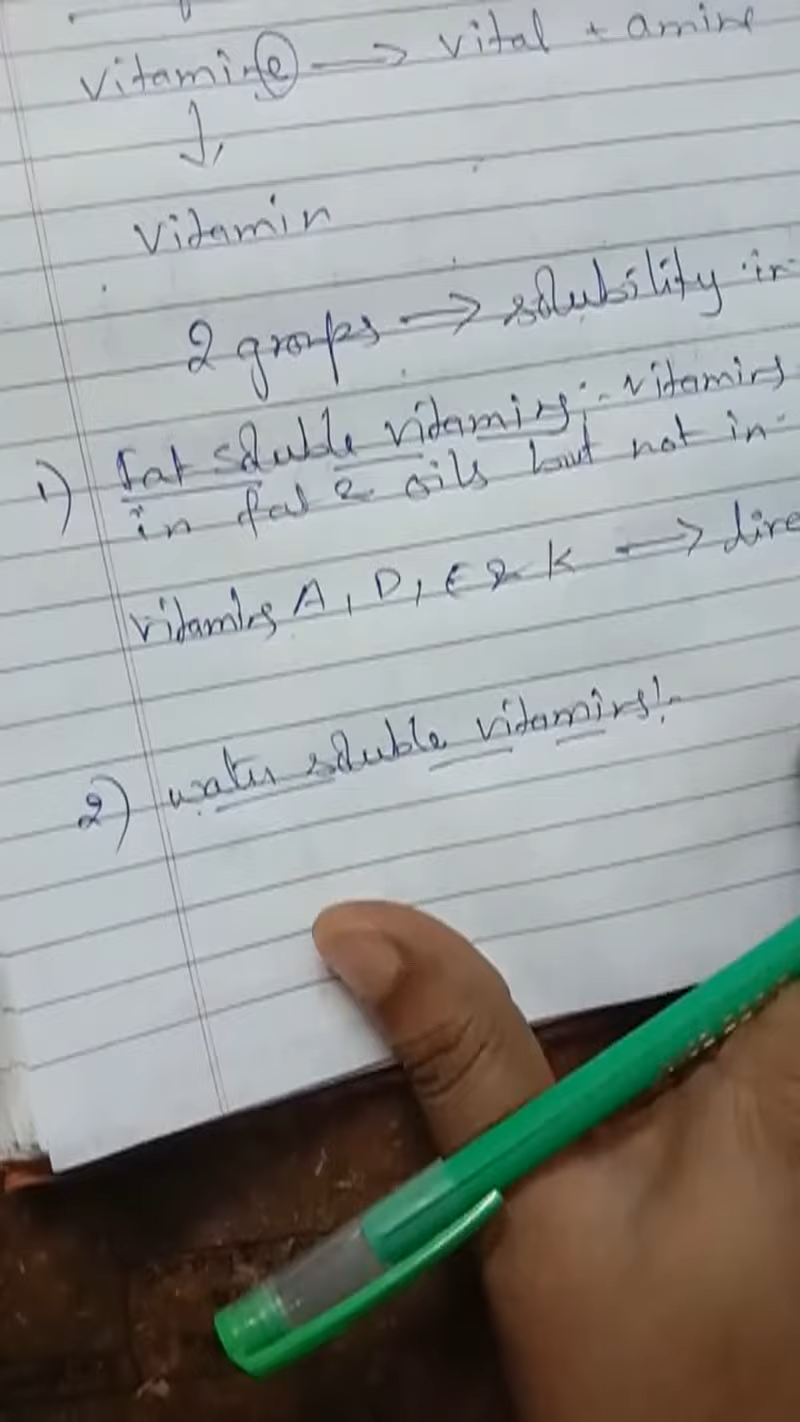 vitamine → vital + amine
↓
vitamin
2 groups → solubility in
1) Fat soluble vitamins:- vitamins
in fat & oils but not in
vitamins A, D, E & K → dire
2) water soluble vitamins:-